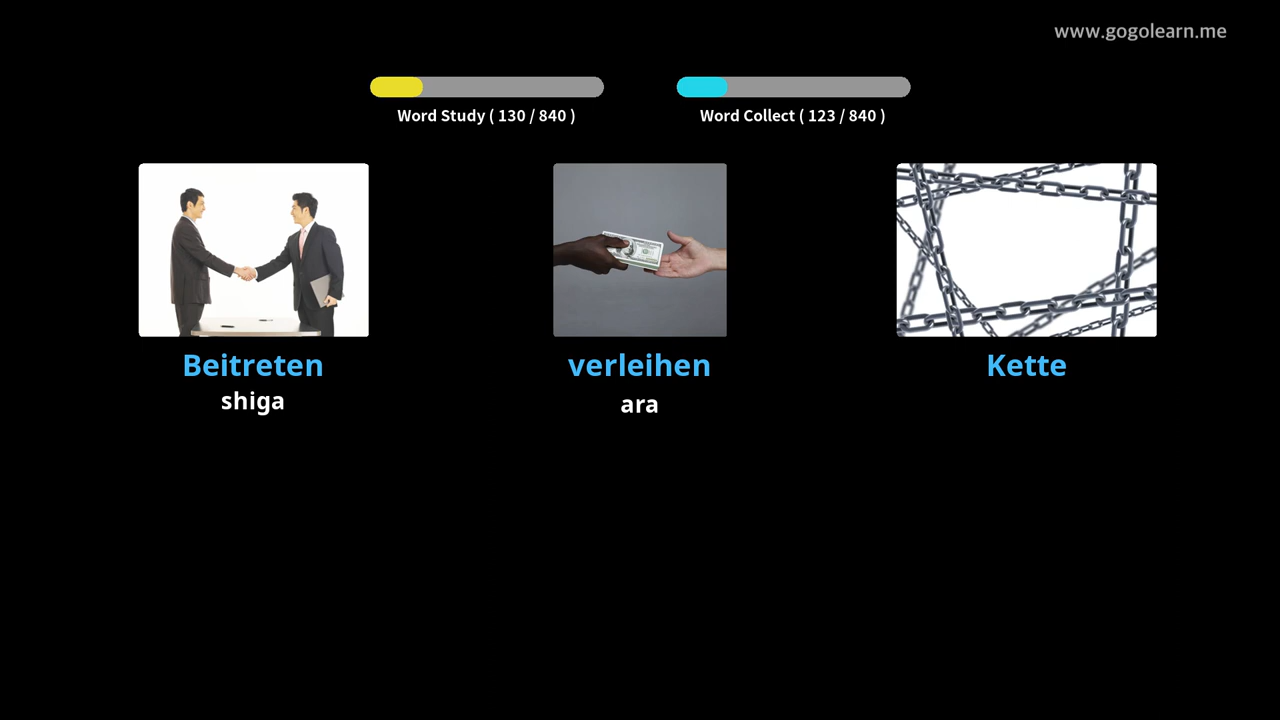 www.gogolearn.me
Word Study ( 130 / 840 )
Word Collect ( 123 / 840 )
Beitreten
shiga
verleihen
ara
Kette